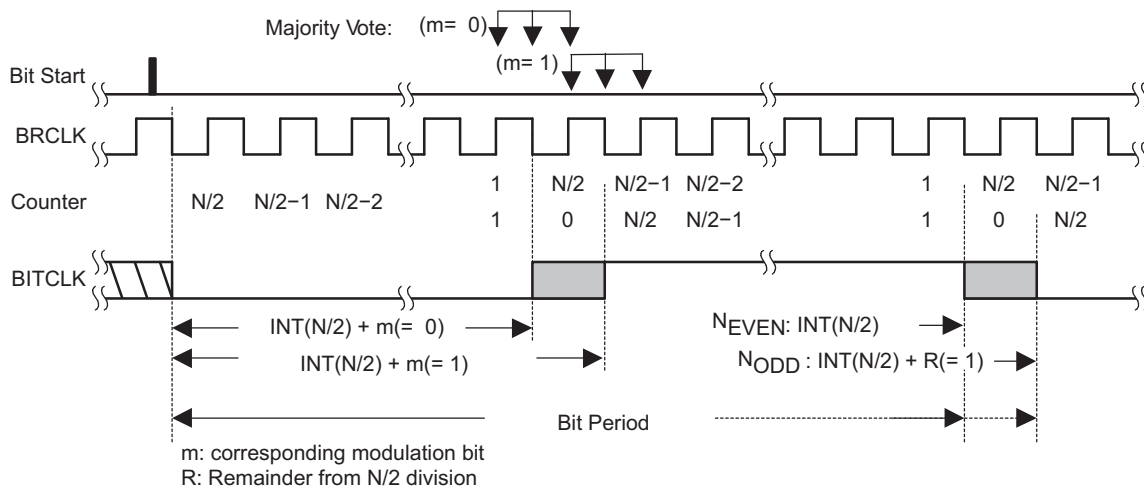 Majority Vote: (m= 0)
(m= 1)
Bit Start
BRCLK
Counter
N/2 N/2−1 N/2−2 1 N/2 N/2−1 N/2−2 1 N/2 N/2−1
1 0 N/2 N/2−1 1 0 N/2
BITCLK
INT(N/2) + m(= 0)
NEVEN: INT(N/2)
INT(N/2) + m(= 1)
NODD : INT(N/2) + R(= 1)
Bit Period
m: corresponding modulation bit
R: Remainder from N/2 division